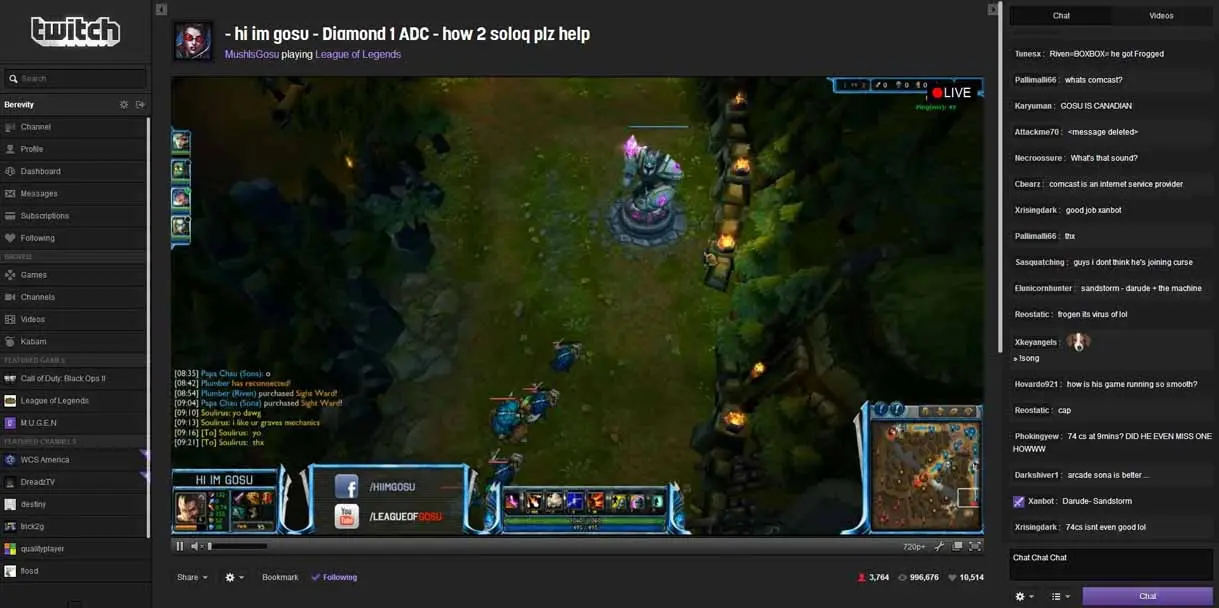 twitch
Search
Berevity
Channel
Profile
Dashboard
Messages
Subscriptions
Following
BROWSE
Games
Channels
Videos
Kabam
FEATURED GAMES
Call of Duty: Black Ops II
League of Legends
M.U.G.E.N
FEATURED CHANNELS
WCS America
DreadzTV
destiny
trick2g
qualityplayer
flosd
- hi im gosu - Diamond 1 ADC - how 2 soloq plz help
MushIsGosu playing League of Legends
LIVE
[08:35] Papa Chau (Sona): o
[08:42] Plumber has reconnected!
[08:54] Plumber (Riven) purchased Sight Ward!
[09:04] Papa Chau (Sona) purchased Sight Ward!
[09:10] Soulirus: yo dawg
[09:13] Soulirus: i like ur graves mechanics
[09:16] [To] Soulirus: yo
[09:21] [To] Soulirus: thx
HI IM GOSU
/HIIMGOSU
You Tube
/LEAGUEOFGOSU
720p+
Share
Bookmark
Following
3,764
996,676
10,514
Chat
Videos
Tunesx : Riven=BOXBOX= he got Frogged
Pallimalli66 : whats comcast?
Karyuman : GOSU IS CANADIAN
Attackme70 : <message deleted>
Necroossure : What's that sound?
Cbearz : comcast is an internet service provider
Xrisingdark : good job xanbot
Pallimalli66 : thx
Sasquatching : guys i dont think he's joining curse
Elunicornhunter : sandstorm - darude + the machine
Reostatic : frogen its virus of lol
Xkeyangels :
» !song
Hovardo921 : how is his game running so smooth?
Reostatic : cap
Phokingyew : 74 cs at 9mins? DID HE EVEN MISS ONE
HOWWW
Darkshiver1 : arcade sona is better ...
Xanbot : Darude- Sandstorm
Xrisingdark : 74cs isnt even good lol
Chat Chat Chat
Chat